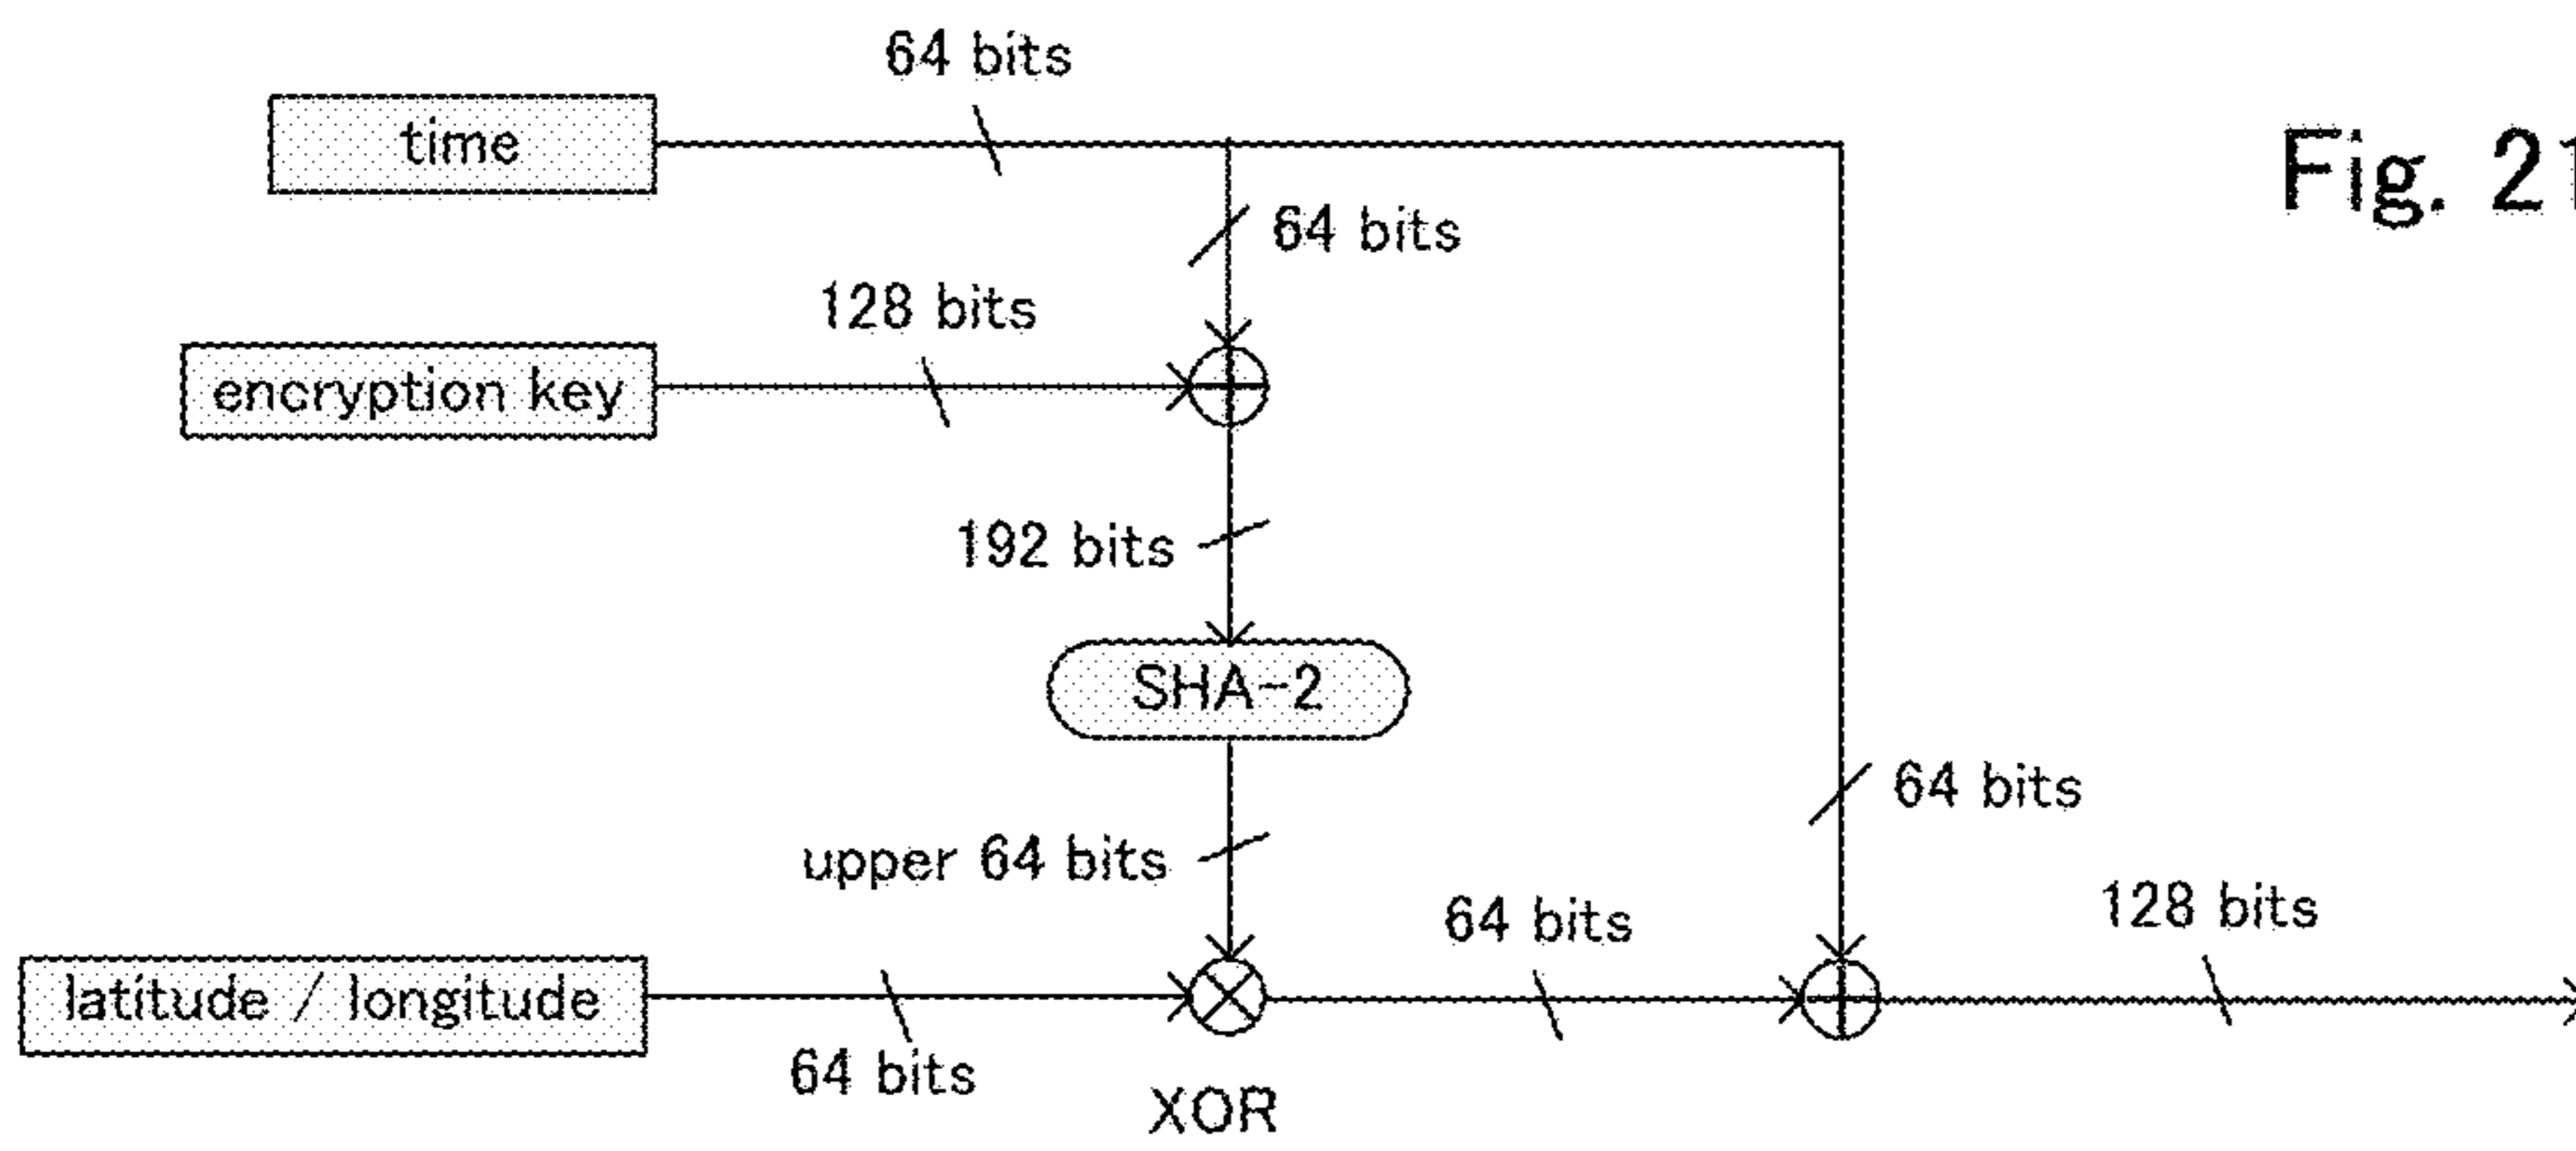 64 bits
time
Fig. 21
64 bits
128 bits
encryption key
192 bits
SHA-2
64 bits
upper 64 bits
64 bits
128 bits
latitude / longitude
64 bits
XOR